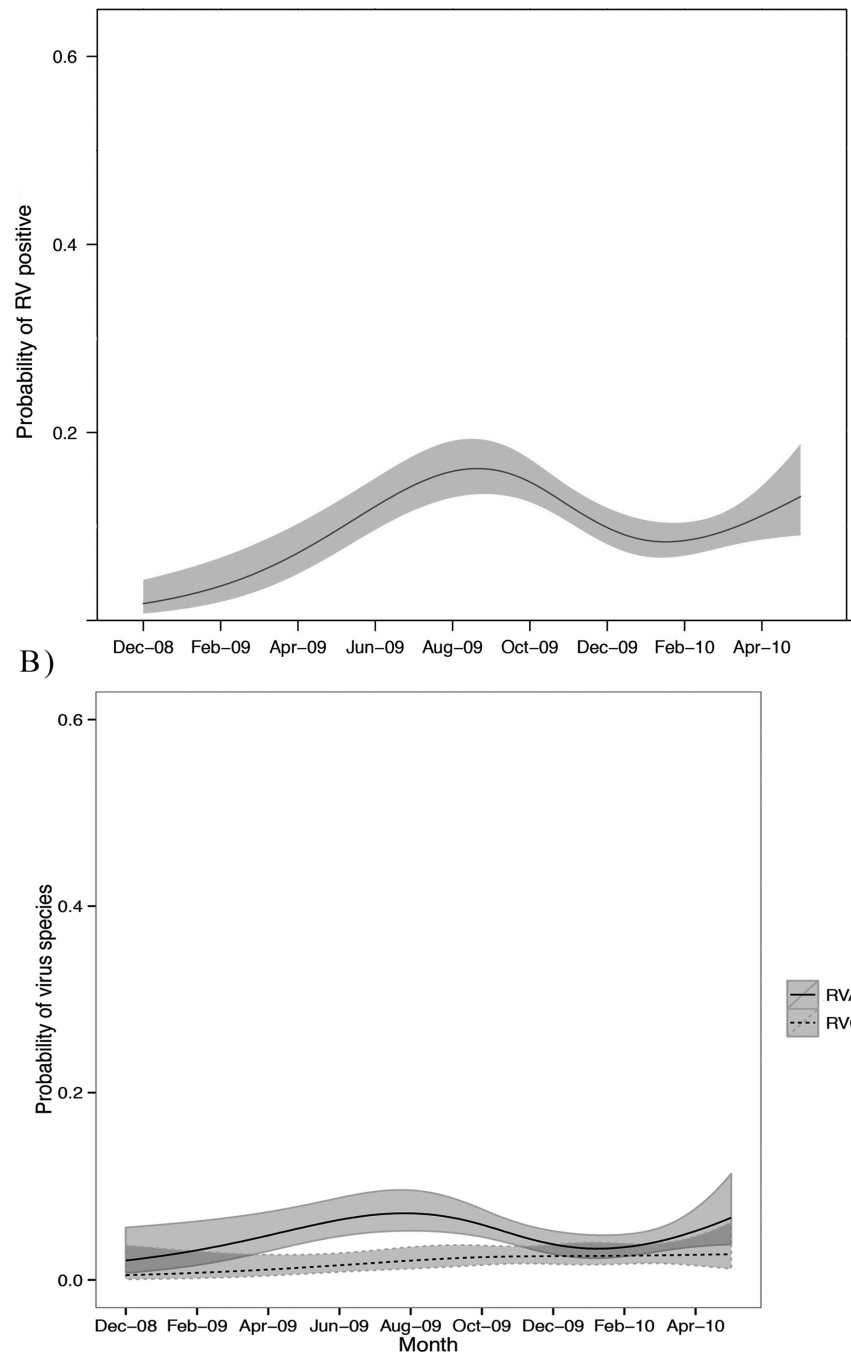 0.6
0.4
0.2
Probability of RV positive
Dec–08 Feb–09 Apr–09 Jun–09 Aug–09 Oct–09 Dec–09 Feb–10 Apr–10
B)
0.6
0.4
0.2
0.0
Probability of virus species
RV
RV
Dec–08 Feb–09 Apr–09 Jun–09 Aug–09 Oct–09 Dec–09 Feb–10 Apr–10
Month